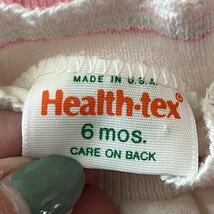 MADE IN U.S.A.
Health-tex®
6 mos.
CARE ON BACK